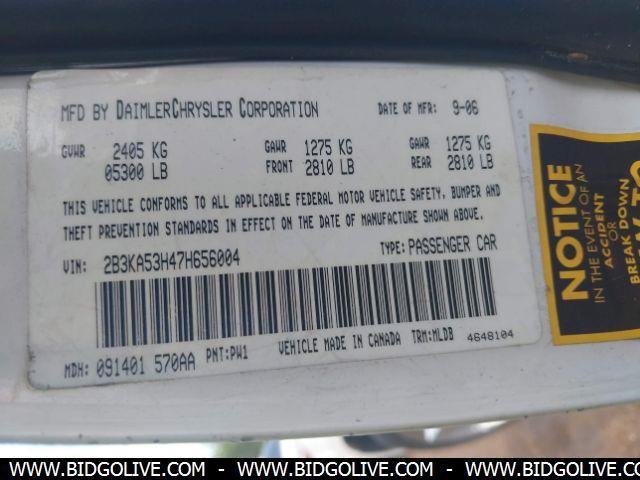 MFD BY DAIMLERCHRYSLER CORPORATION DATE OF MFR: 9-06
GVWR 2405 KG GAWR 1275 KG GAWR 1275 KG
05300 LB FRONT 2810 LB REAR 2810 LB
THIS VEHICLE CONFORMS TO ALL APPLICABLE FEDERAL MOTOR VEHICLE SAFETY, BUMPER AND
THEFT PREVENTION STANDARDS IN EFFECT ON THE DATE OF MANUFACTURE SHOWN ABOVE.
VIN: 2B3KA53H47H656004 TYPE: PASSENGER CAR
MDH: 091401 570AA PNT:PW1 VEHICLE MADE IN CANADA TRM:MLDB 4648104
NOTICE
IN THE EVENT OF AN
ACCIDENT
OR
BREAK DOWN
WWW.BIDGOLIVE.COM - WWW.BIDGOLIVE.COM - WWW.BIDGOLIVE.COM